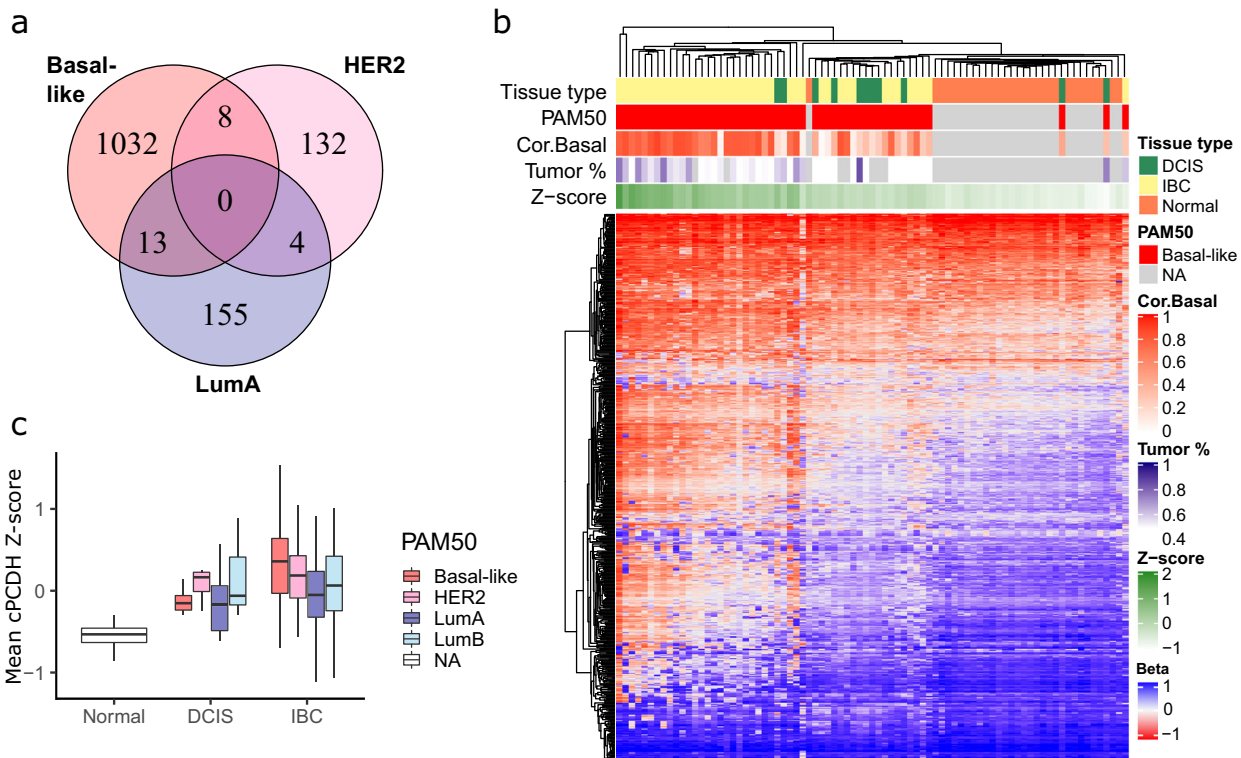 a
Basal-
like
HER2
1032
8
132
0
13
4
155
LumA
b
Tissue type
PAM50
Cor.Basal
Tumor %
Z−score
Tissue type
DCIS
IBC
Normal
PAM50
Basal−like
NA
Cor.Basal
1
0.8
0.6
0.4
0.2
0
Tumor %
1
0.8
0.6
0.4
Z−score
2
1
0
−1
Beta
1
0
−1
c
Mean cPCDH Z-score
1
0
−1
Normal
DCIS
IBC
PAM50
Basal-like
HER2
LumA
LumB
NA